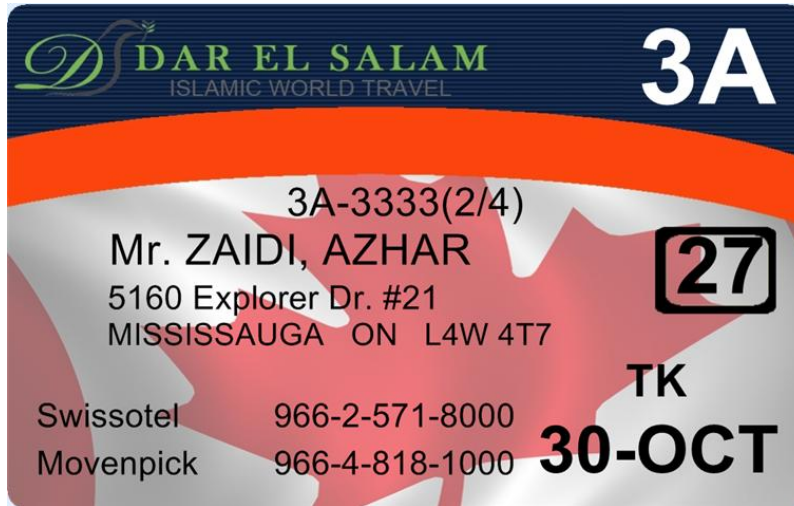 DAR EL SALAM
ISLAMIC WORLD TRAVEL
3A
3A-3333(2/4)
Mr. ZAIDI, AZHAR
27
5160 Explorer Dr. #21
MISSISSAUGA ON L4W 4T7
TK
Swissotel 966-2-571-8000
Movenpick 966-4-818-1000
30-OCT